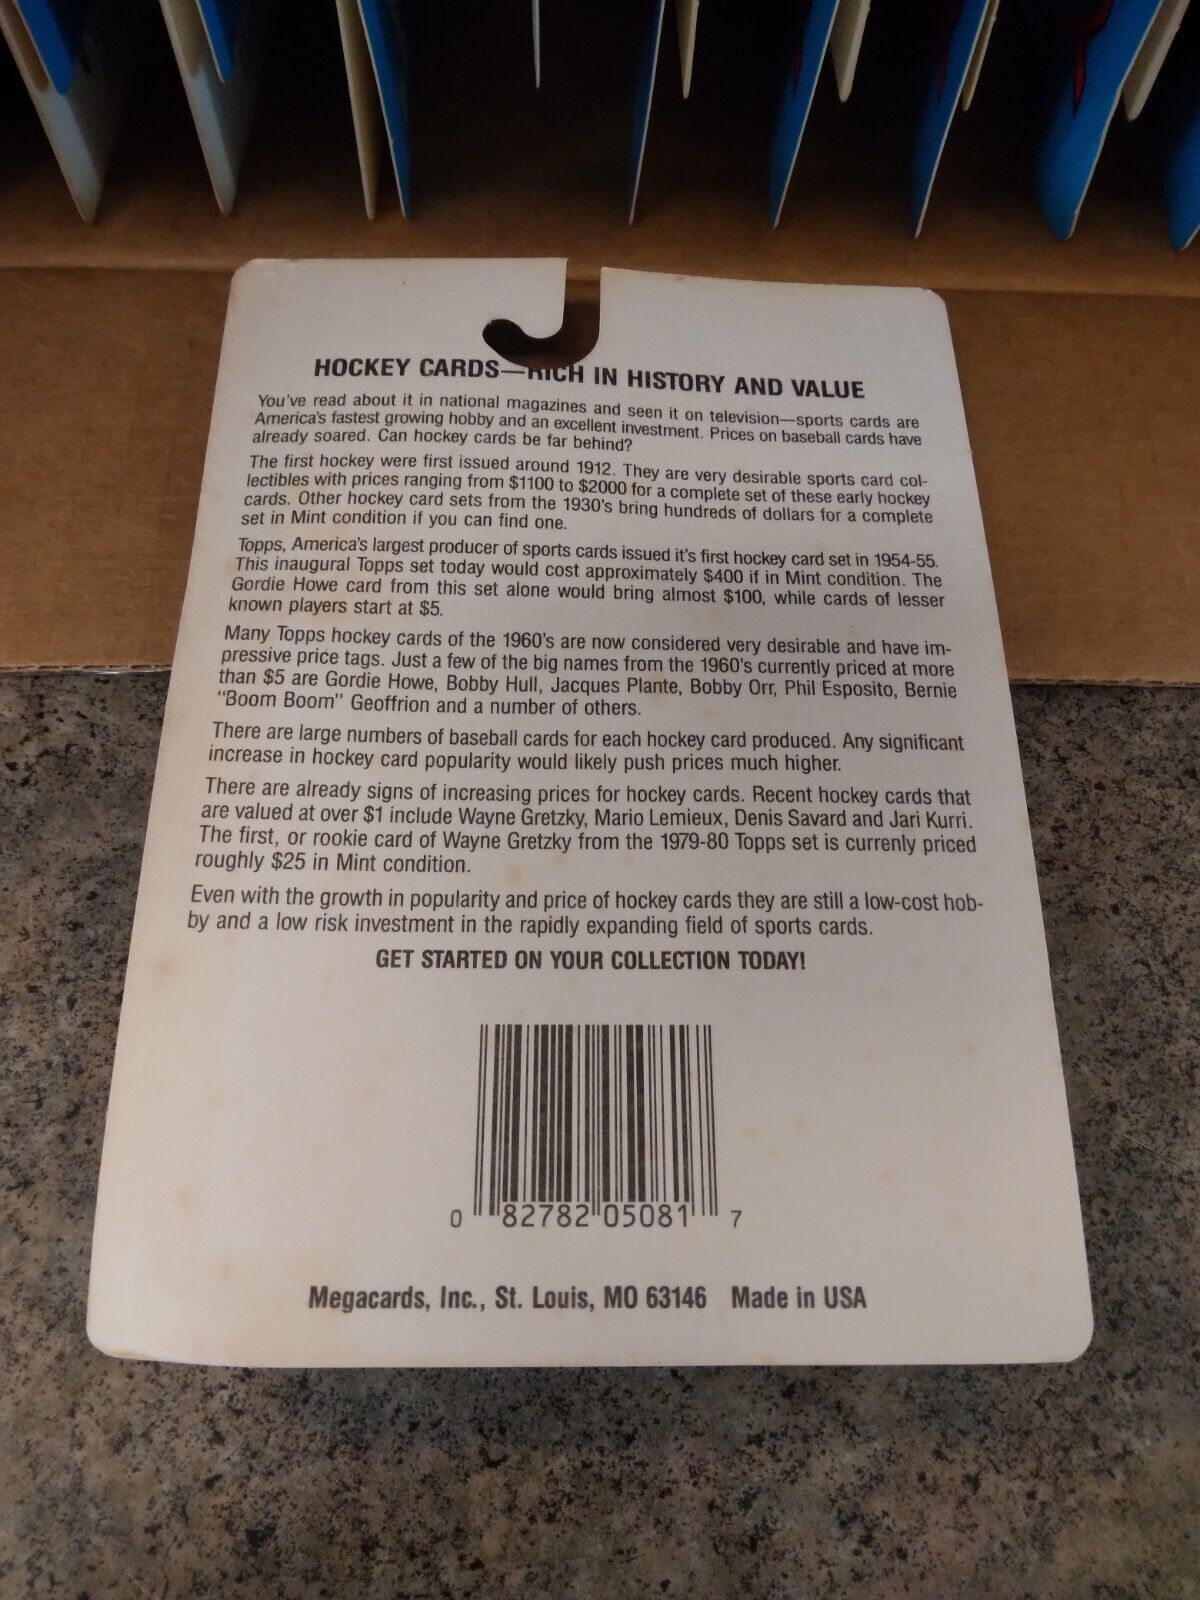 HOCKEY CARDS—RICH IN HISTORY AND VALUE
You've read about it in national magazines and seen it on television—sports cards are
America's fastest growing hobby and an excellent investment. Prices on baseball cards have
already soared. Can hockey cards be far behind?
The first hockey were first issued around 1912. They are very desirable sports card col-
lectibles with prices ranging from $1100 to $2000 for a complete set of these early hockey
cards. Other hockey card sets from the 1930's bring hundreds of dollars for a complete
set in Mint condition if you can find one.
Topps, America's largest producer of sports cards issued it's first hockey card set in 1954-55.
This inaugural Topps set today would cost approximately $400 if in Mint condition. The
Gordie Howe card from this set alone would bring almost $100, while cards of lesser
known players start at $5.
Many Topps hockey cards of the 1960's are now considered very desirable and have im-
pressive price tags. Just a few of the big names from the 1960's currently priced at more
than $5 are Gordie Howe, Bobby Hull, Jacques Plante, Bobby Orr, Phil Esposito, Bernie
"Boom Boom" Geoffrion and a number of others.
There are large numbers of baseball cards for each hockey card produced. Any significant
increase in hockey card popularity would likely push prices much higher.
There are already signs of increasing prices for hockey cards. Recent hockey cards that
are valued at over $1 include Wayne Gretzky, Mario Lemieux, Denis Savard and Jari Kurri.
The first, or rookie card of Wayne Gretzky from the 1979-80 Topps set is currenly priced
roughly $25 in Mint condition.
Even with the growth in popularity and price of hockey cards they are still a low-cost hob-
by and a low risk investment in the rapidly expanding field of sports cards.
GET STARTED ON YOUR COLLECTION TODAY!
0 82782 05081 7
Megacards, Inc., St. Louis, MO 63146 Made in USA